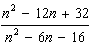 n² − 12n + 32
n² − 6n − 16